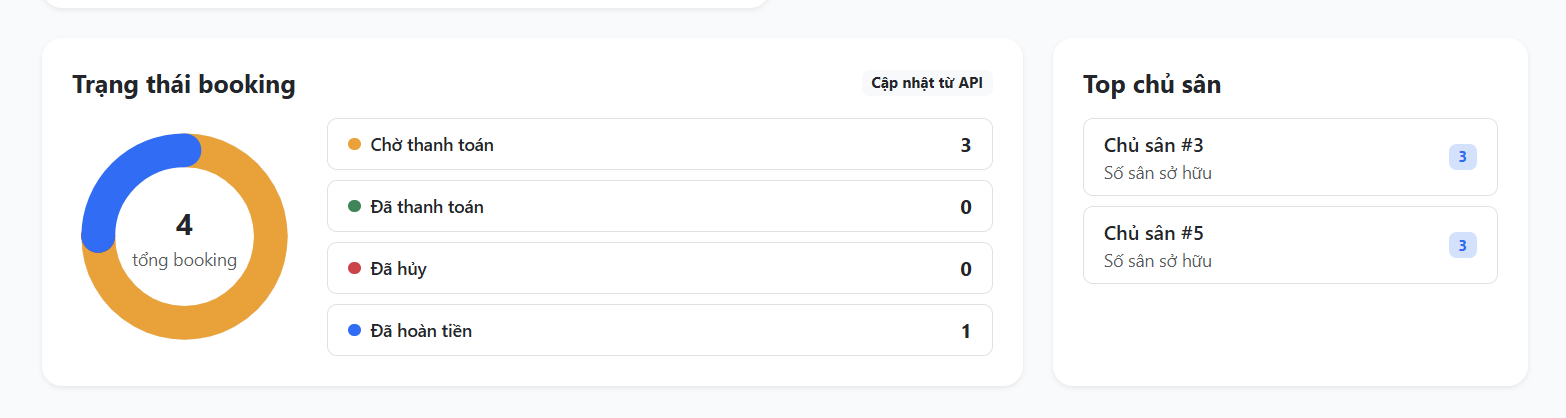 Trạng thái booking
Cập nhật từ API
4
tổng booking
Chờ thanh toán 3
Đã thanh toán 0
Đã hủy 0
Đã hoàn tiền 1
Top chủ sân
Chủ sân #3
Số sân sở hữu
3
Chủ sân #5
Số sân sở hữu
3